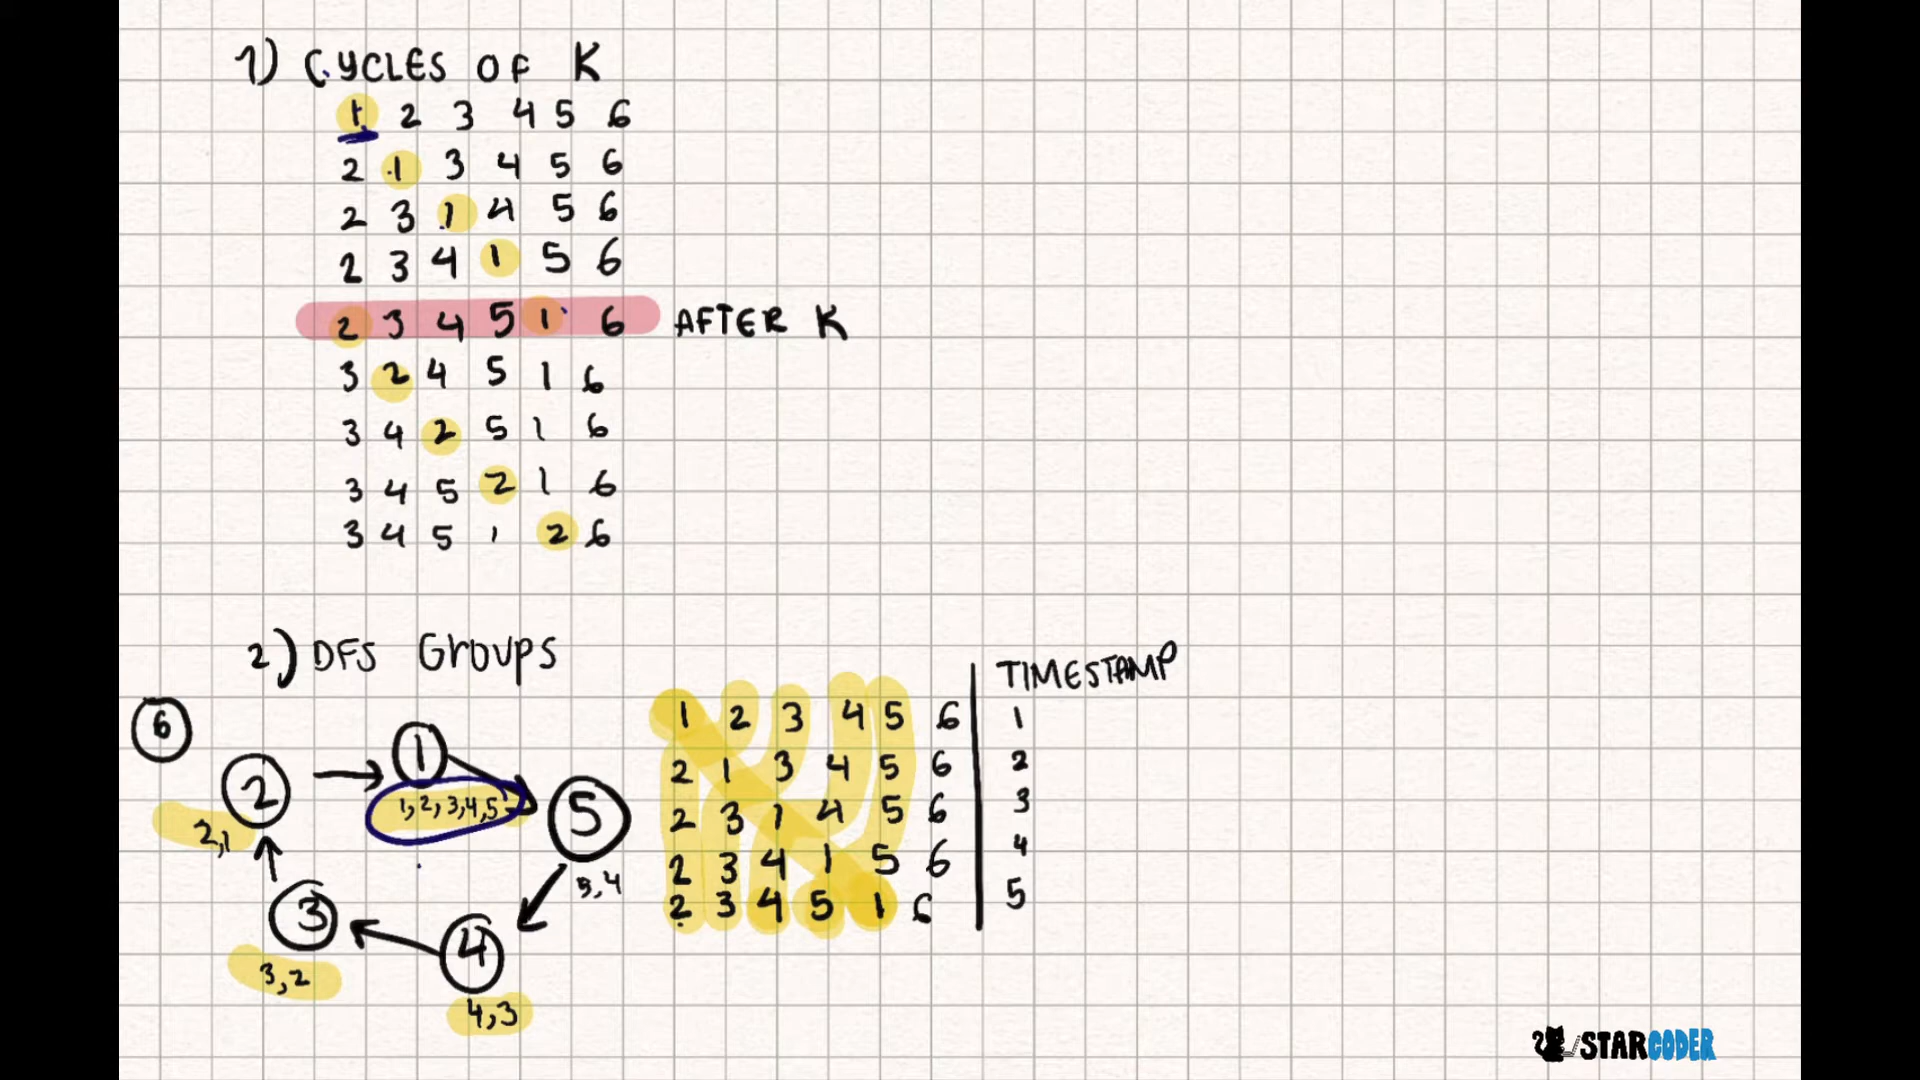 1) CYCLES OF K
1 2 3 4 5 6
2 1 3 4 5 6
2 3 1 4 5 6
2 3 4 1 5 6
2 3 4 5 1 6 AFTER K
3 2 4 5 1 6
3 4 2 5 1 6
3 4 5 2 1 6
3 4 5 1 2 6
2.) DFS Groups
6
1
1,2,3,4,5
2
2,1
5
5,4
3
3,2
4
4,3
TIMESTAMP
1 2 3 4 5 6 1
2 1 3 4 5 6 2
2 3 1 4 5 6 3
2 3 4 1 5 6 4
2 3 4 5 1 6 5
STARCODER